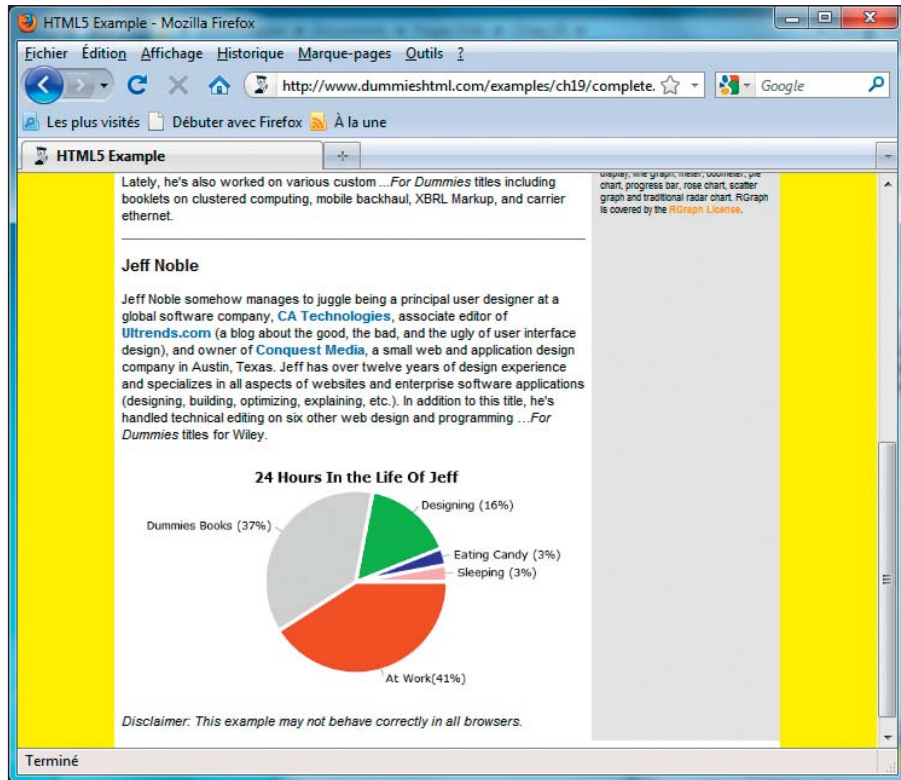 HTML5 Example - Mozilla Firefox
Fichier Édition Affichage Historique Marque-pages Outils ?
http://www.dummieshtml.com/examples/ch19/complete. Google
Les plus visités Débuter avec Firefox À la une
HTML5 Example
Lately, he's also worked on various custom ...For Dummies titles including
booklets on clustered computing, mobile backhaul, XBRL Markup, and carrier
ethernet.
display, line graph, meter, odometer, pie
chart, progress bar, rose chart, scatter
graph and traditional radar chart. RGraph
is covered by the RGraph License.
Jeff Noble
Jeff Noble somehow manages to juggle being a principal user designer at a
global software company, CA Technologies, associate editor of
UItrends.com (a blog about the good, the bad, and the ugly of user interface
design), and owner of Conquest Media, a small web and application design
company in Austin, Texas. Jeff has over twelve years of design experience
and specializes in all aspects of websites and enterprise software applications
(designing, building, optimizing, explaining, etc.). In addition to this title, he's
handled technical editing on six other web design and programming ...For
Dummies titles for Wiley.
24 Hours In the Life Of Jeff
Designing (16%)
Dummies Books (37%)
Eating Candy (3%)
Sleeping (3%)
At Work(41%)
Disclaimer: This example may not behave correctly in all browsers.
Terminé